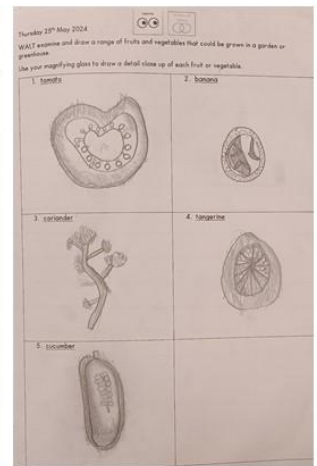 Thursday 23rd May 2024
WALT examine and draw a range of fruits and vegetables that could be grown in a garden or
greenhouse.
Use your magnifying glass to draw a detail close up of each fruit or vegetable.
1. tomato
2. banana
3. coriander
4. tangerine
5. cucumber